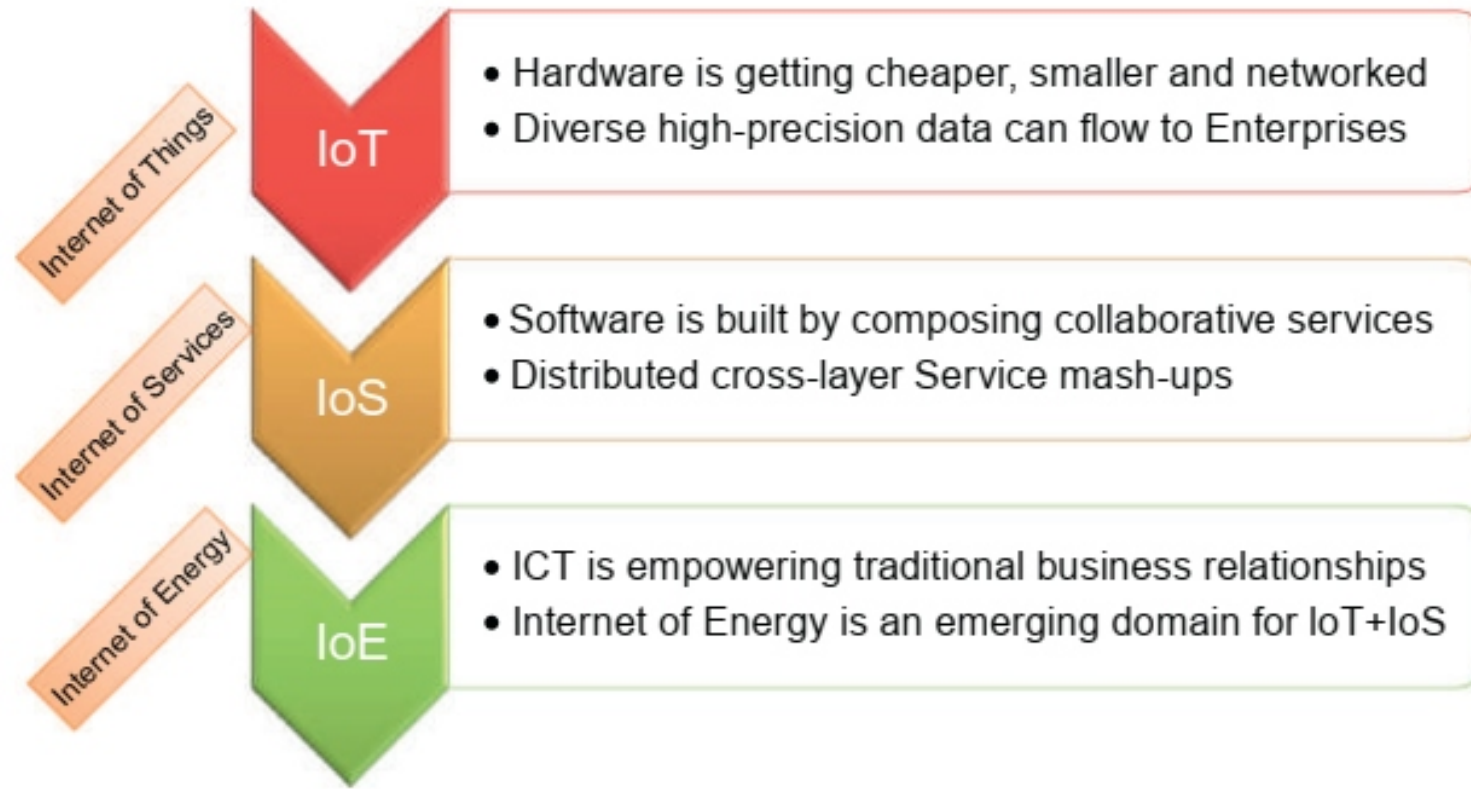 Internet of Things
IoT
• Hardware is getting cheaper, smaller and networked
• Diverse high-precision data can flow to Enterprises
Internet of Services
IoS
• Software is built by composing collaborative services
• Distributed cross-layer Service mash-ups
Internet of Energy
IoE
• ICT is empowering traditional business relationships
• Internet of Energy is an emerging domain for IoT+IoS